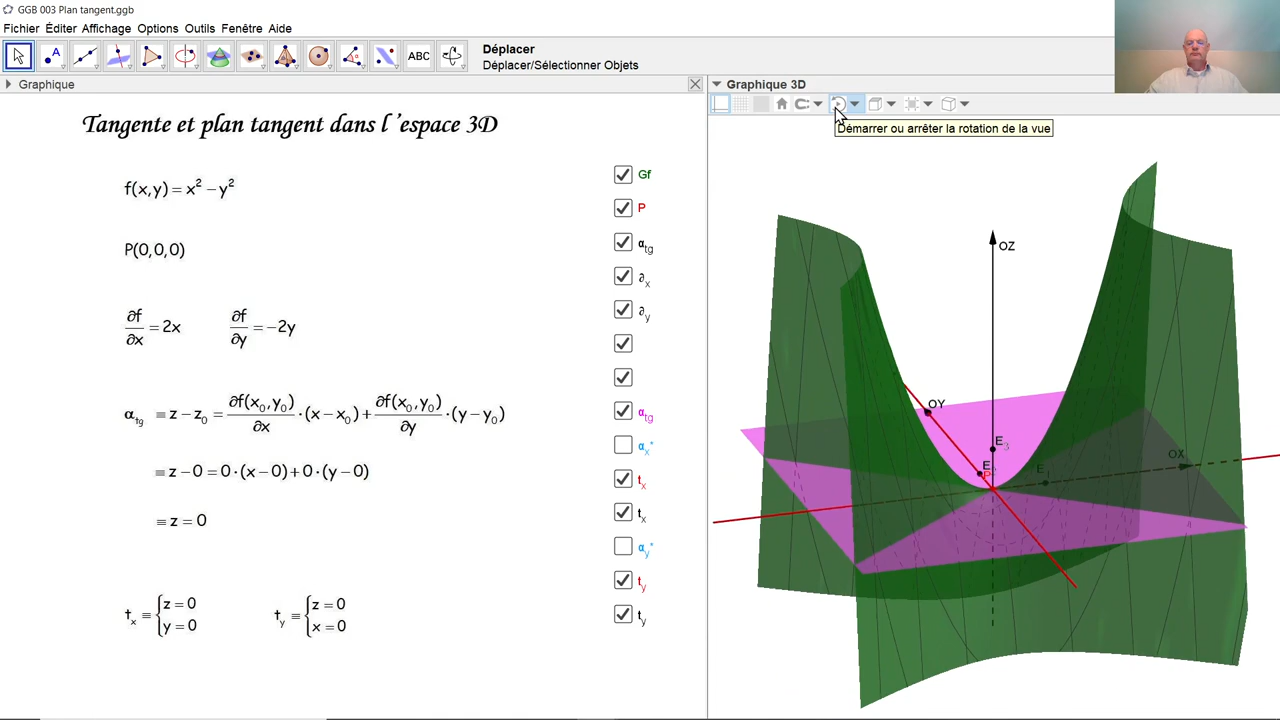 GGB 003 Plan tangent.ggb
Fichier Éditer Affichage Options Outils Fenêtre Aide
A ABC Déplacer
Déplacer/Sélectionner Objets
Graphique
Graphique 3D
Démarrer ou arrêter la rotation de la vue
Tangente et plan tangent dans l 'espace 3D
f(x,y) = x² − y²
P(0,0,0)
∂f/∂x = 2x ∂f/∂y = −2y
α_tg ≡ z − z₀ = ∂f(x₀,y₀)/∂x · (x − x₀) + ∂f(x₀,y₀)/∂y · (y − y₀)
≡ z − 0 = 0 · (x − 0) + 0 · (y − 0)
≡ z = 0
t_x ≡ { z = 0
y = 0
t_y ≡ { z = 0
x = 0
Gf
P
α_tg
∂_x
∂_y
α_tg
α_x*
t_x
t_x
α_y*
t_y
t_y
OZ
OY
OX
E₃
E
P
E